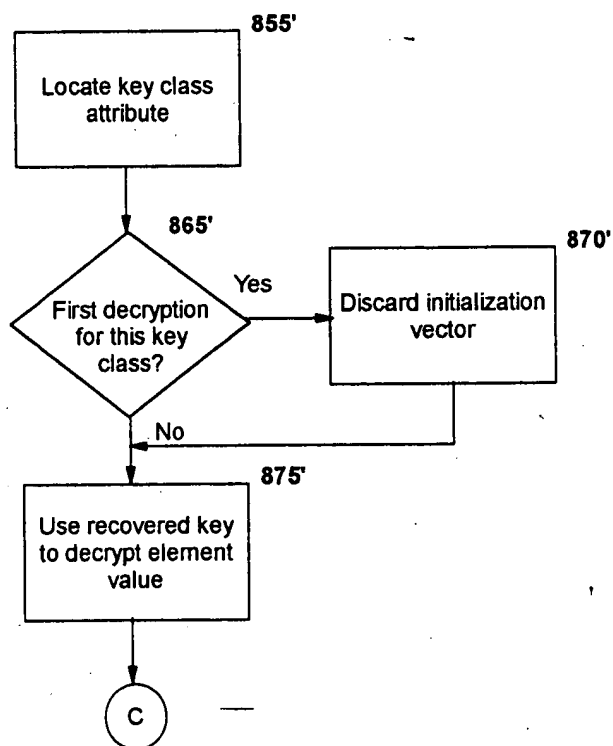 855'
Locate key class
attribute
865'
870'
Yes
First decryption
for this key
class?
Discard initialization
vector
No
875'
Use recovered key
to decrypt element
value
C